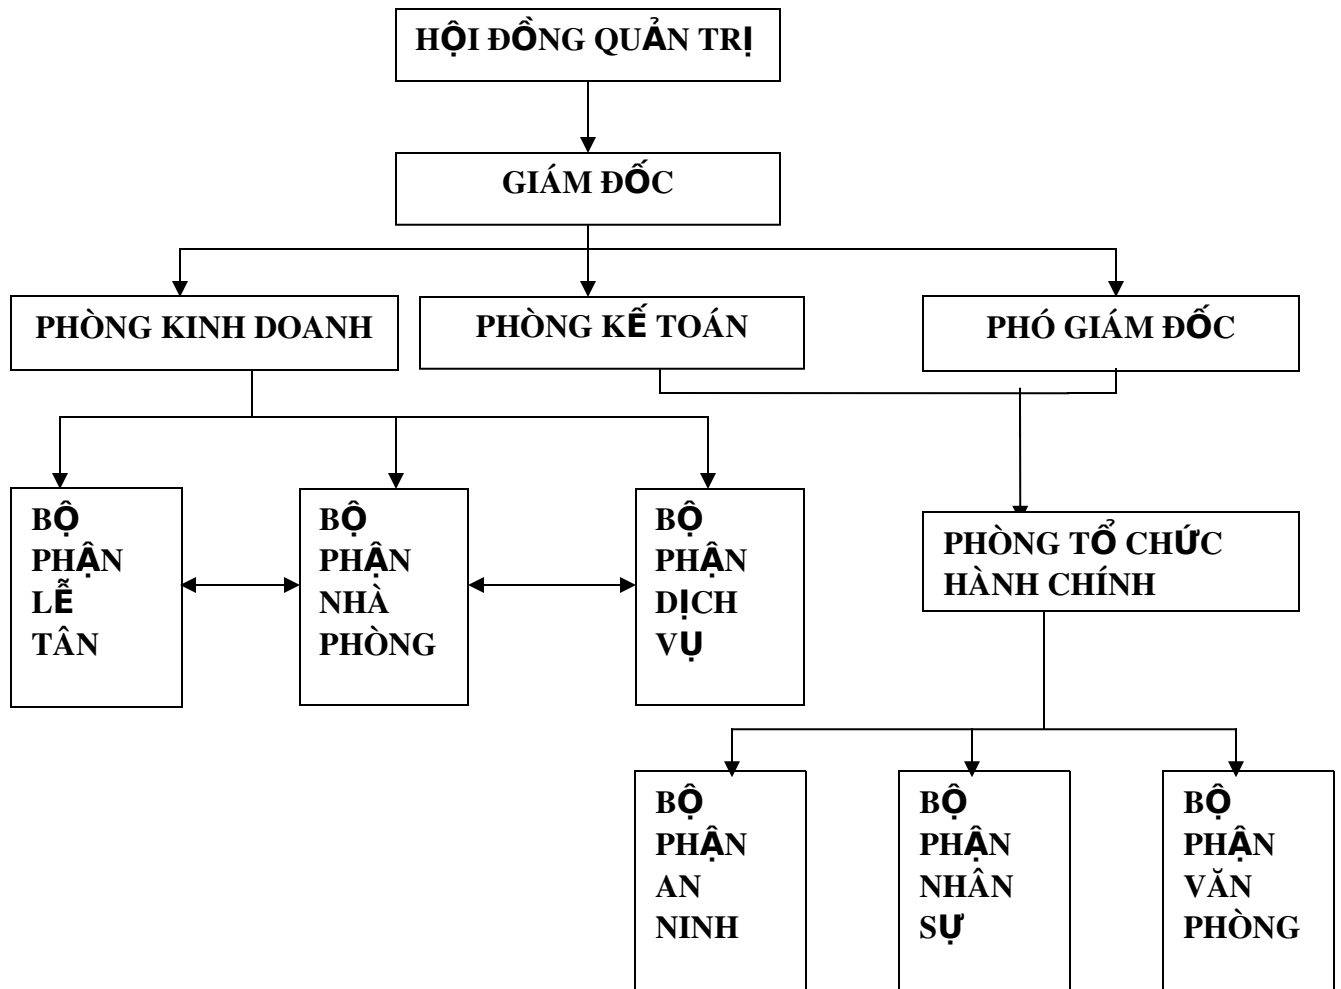 HỘI ĐỒNG QUẢN TRỊ
GIÁM ĐỐC
PHÒNG KINH DOANH
PHÒNG KẾ TOÁN
PHÓ GIÁM ĐỐC
BỘ
PHẬN
LỄ
TÂN
BỘ
PHẬN
NHÀ
PHÒNG
BỘ
PHẬN
DỊCH
VỤ
PHÒNG TỔ CHỨC
HÀNH CHÍNH
BỘ
PHẬN
AN
NINH
BỘ
PHẬN
NHÂN
SỰ
BỘ
PHẬN
VĂN
PHÒNG